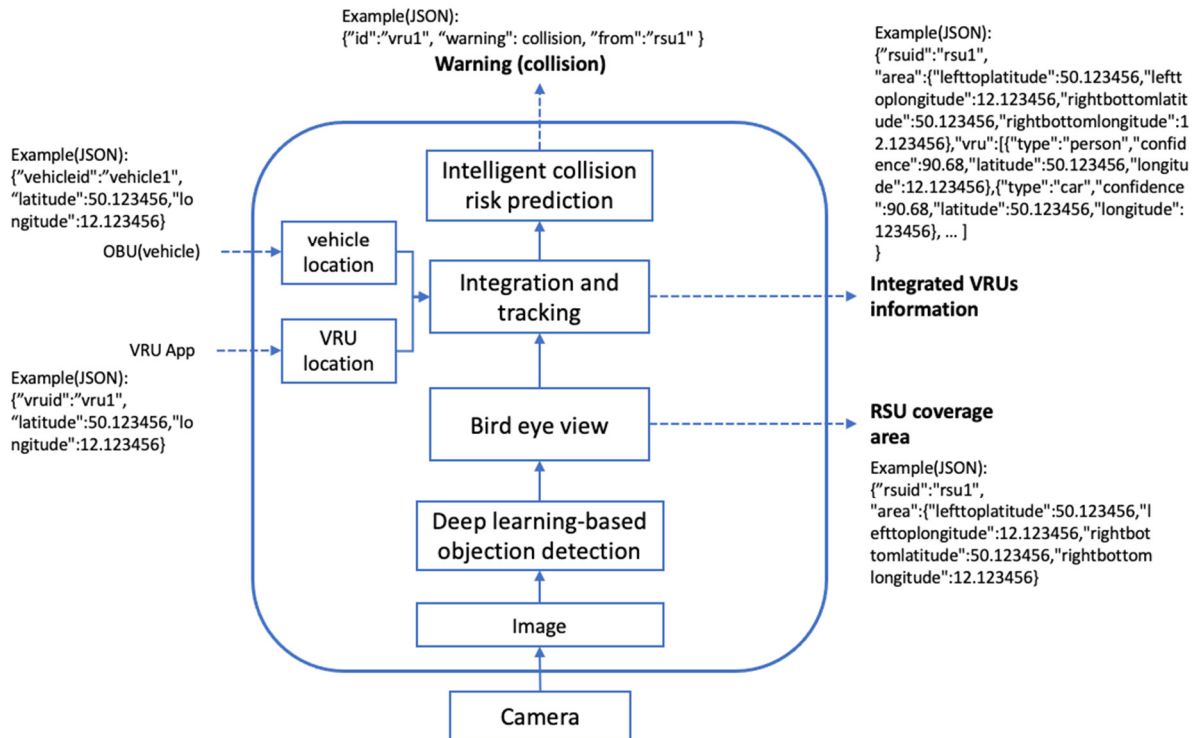 Example(JSON):
{"id":"vru1", "warning": collision, "from":"rsu1" }
Warning (collision)
Example(JSON):
{"rsuid":"rsu1",
"area":{"lefttoplatitude":50.123456,"left
toplongitude":12.123456,"rightbottomlatit
ude":50.123456,"rightbottomlongitude":1
2.123456},"vru":[{"type":"person","confid
ence":90.68,"latitude":50.123456,"longitu
de":12.123456},{"type":"car","confidence
":90.68,"latitude":50.123456,"longitude":
123456}, ... ]
}
Integrated VRUs
information
Example(JSON):
{"vehicleid":"vehicle1",
"latitude":50.123456,"lo
ngitude":12.123456}
OBU(vehicle)
vehicle
location
VRU App
VRU
location
Example(JSON):
{"vruid":"vru1",
"latitude":50.123456,"lo
ngitude":12.123456}
Intelligent collision
risk prediction
Integration and
tracking
Bird eye view
RSU coverage
area
Example(JSON):
{"rsuid":"rsu1",
"area":{"lefttoplatitude":50.123456,"l
efttoplongitude":12.123456,"rightbot
tomlatitude":50.123456,"rightbottom
longitude":12.123456}
Deep learning-based
objection detection
Image
Camera